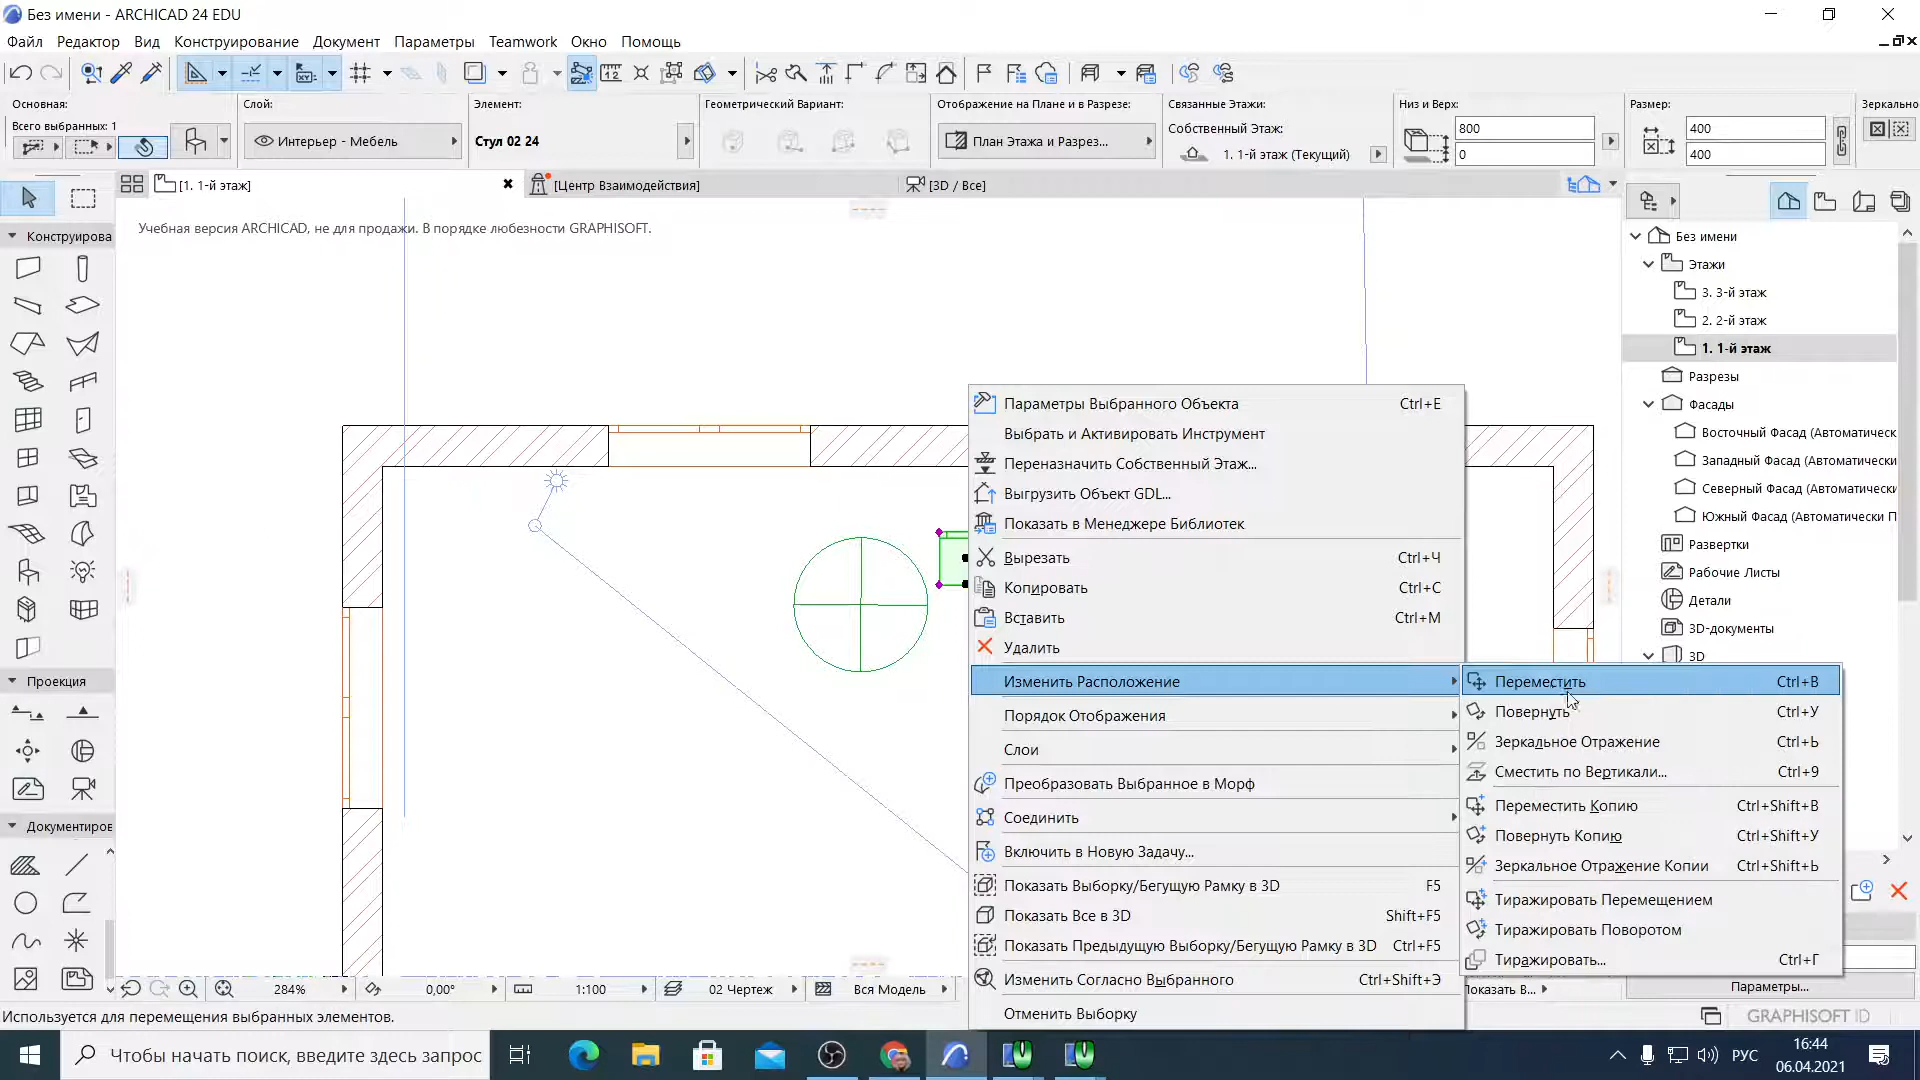 Без имени - ARCHICAD 24 EDU
Файл Редактор Вид Конструирование Документ Параметры Teamwork Окно Помощь
Основная:
Всего выбранных: 1
Слой:
Интерьер - Мебель
Элемент:
Стул 02 24
Геометрический Вариант:
Отображение на Плане и в Разрезе:
План Этажа и Разрез...
Связанные Этажи:
Собственный Этаж:
1. 1-й этаж (Текущий)
Низ и Верх:
800
0
Размер:
400
400
Зеркально
[1. 1-й этаж]
[Центр Взаимодействия]
[3D / Все]
Учебная версия ARCHICAD, не для продажи. В порядке любезности GRAPHISOFT.
Конструирова
Проекция
Документиров
Параметры Выбранного Объекта Ctrl+E
Выбрать и Активировать Инструмент
Переназначить Собственный Этаж...
Выгрузить Объект GDL...
Показать в Менеджере Библиотек
Вырезать Ctrl+Ч
Копировать Ctrl+C
Вставить Ctrl+M
Удалить
Изменить Расположение
Порядок Отображения
Слои
Преобразовать Выбранное в Морф
Соединить
Включить в Новую Задачу...
Показать Выборку/Бегущую Рамку в 3D F5
Показать Все в 3D Shift+F5
Показать Предыдущую Выборку/Бегущую Рамку в 3D Ctrl+F5
Изменить Согласно Выбранного Ctrl+Shift+Э
Отменить Выборку
Переместить Ctrl+В
Повернуть Ctrl+У
Зеркальное Отражение Ctrl+Ь
Сместить по Вертикали... Ctrl+9
Переместить Копию Ctrl+Shift+В
Повернуть Копию Ctrl+Shift+У
Зеркальное Отражение Копии Ctrl+Shift+Ь
Тиражировать Перемещением
Тиражировать Поворотом
Тиражировать... Ctrl+Г
Без имени
Этажи
3. 3-й этаж
2. 2-й этаж
1. 1-й этаж
Разрезы
Фасады
Восточный Фасад (Автоматическ
Западный Фасад (Автоматически
Северный Фасад (Автоматически
Южный Фасад (Автоматически П
Развертки
Рабочие Листы
Детали
3D-документы
3D
Параметры...
284%
0,00°
1:100
02 Чертеж
Вся Модель
Показать В...
Используется для перемещения выбранных элементов.
GRAPHISOFT ID
Чтобы начать поиск, введите здесь запрос
РУС
16:44
06.04.2021